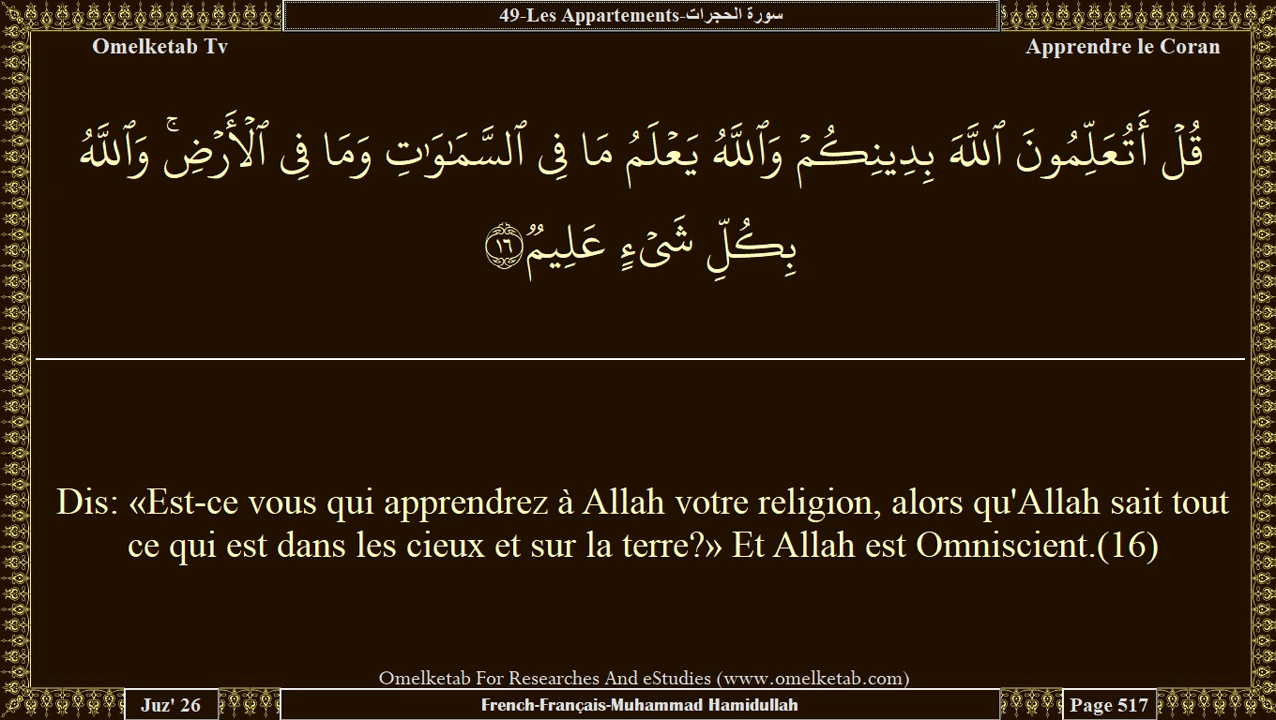 49-Les Appartements-سورة الحجرات
Omelketab Tv
Apprendre le Coran
قُلۡ أَتُعَلِّمُونَ ٱللَّهَ بِدِينِكُمۡ وَٱللَّهُ يَعۡلَمُ مَا فِي ٱلسَّمَٰوَٰتِ وَمَا فِي ٱلۡأَرۡضِۚ وَٱللَّهُ
بِكُلِّ شَيۡءٍ عَلِيمٞ ١٦
Dis: «Est-ce vous qui apprendrez à Allah votre religion, alors qu'Allah sait tout
ce qui est dans les cieux et sur la terre?» Et Allah est Omniscient.(16)
Omelketab For Researches And eStudies (www.omelketab.com)
Juz' 26
French-Français-Muhammad Hamidullah
Page 517